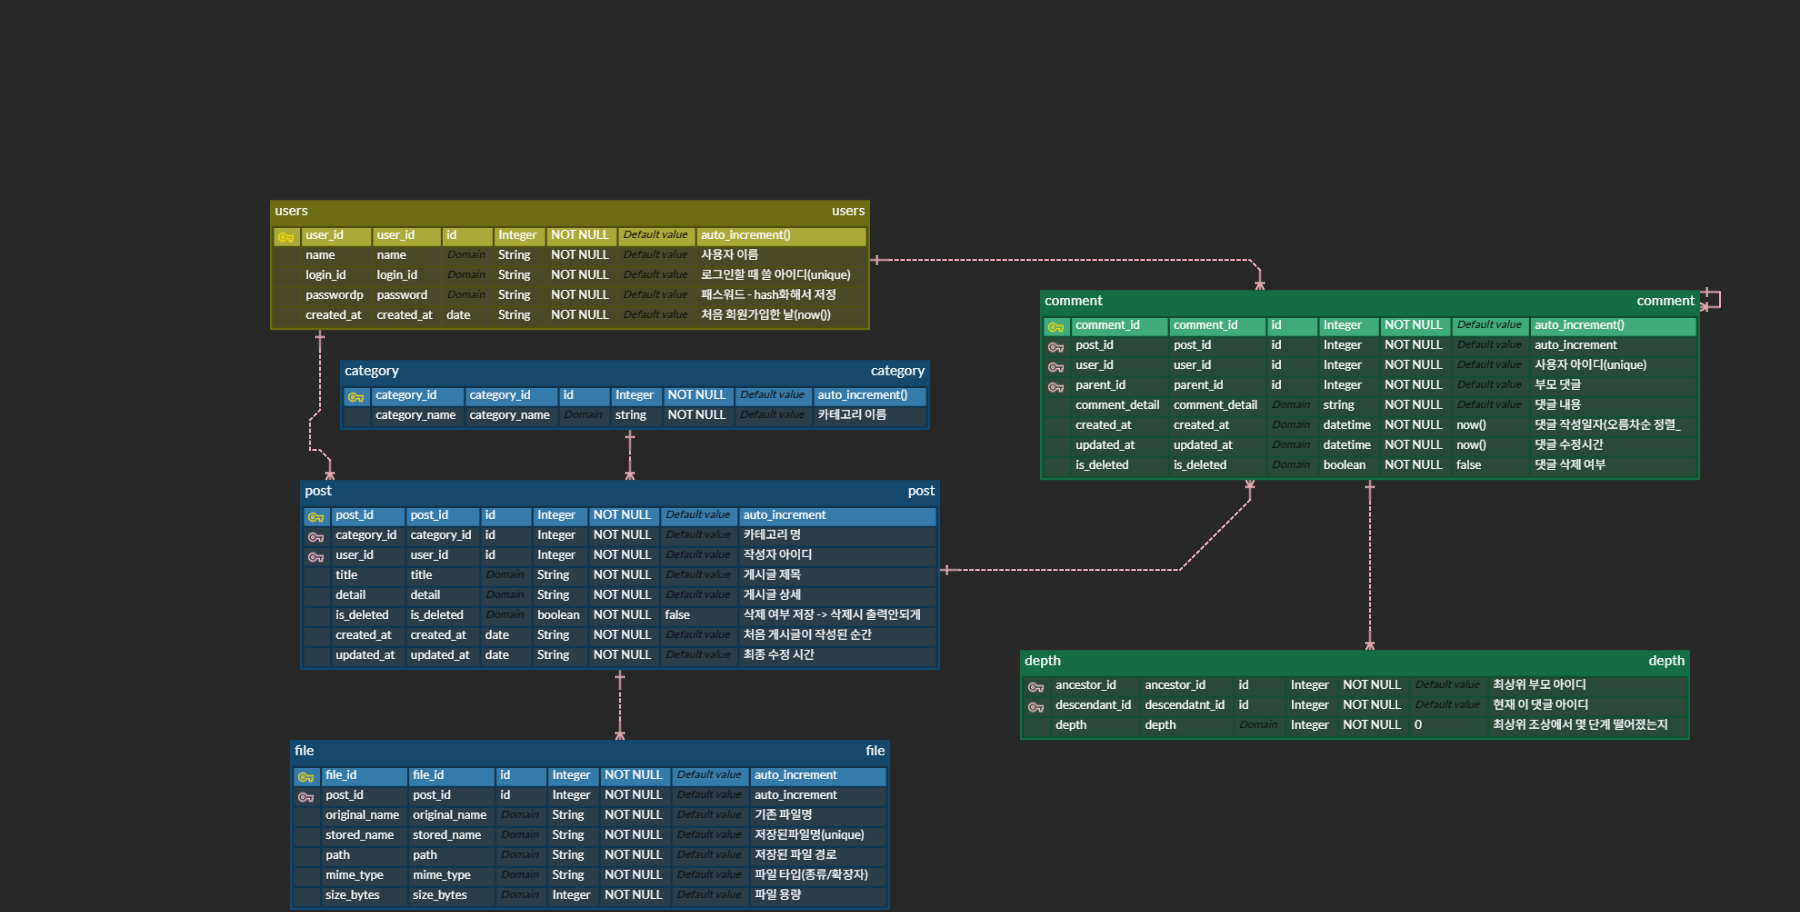 users users
user_id user_id id Integer NOT NULL Default value auto_increment()
name name Domain String NOT NULL Default value 사용자 이름
login_id login_id Domain String NOT NULL Default value 로그인할 때 쓸 아이디(unique)
passwordp password Domain String NOT NULL Default value 패스워드 - hash화해서 저정
created_at created_at date String NOT NULL Default value 처음 회원가입한 날(now())
category category
category_id category_id id Integer NOT NULL Default value auto_increment()
category_name category_name Domain string NOT NULL Default value 카테고리 이름
post post
post_id post_id id Integer NOT NULL Default value auto_increment
category_id category_id id Integer NOT NULL Default value 카테고리 명
user_id user_id id Integer NOT NULL Default value 작성자 아이디
title title Domain String NOT NULL Default value 게시글 제목
detail detail Domain String NOT NULL Default value 게시글 상세
is_deleted is_deleted Domain boolean NOT NULL false 삭제 여부 저장 -> 삭제시 출력안되게
created_at created_at date String NOT NULL Default value 처음 게시글이 작성된 순간
updated_at updated_at date String NOT NULL Default value 최종 수정 시간
file file
file_id file_id id Integer NOT NULL Default value auto_increment
post_id post_id id Integer NOT NULL Default value auto_increment
original_name original_name Domain String NOT NULL Default value 기존 파일명
stored_name stored_name Domain String NOT NULL Default value 저장된파일명(unique)
path path Domain String NOT NULL Default value 저장된 파일 경로
mime_type mime_type Domain String NOT NULL Default value 파일 타입(종류/확장자)
size_bytes size_bytes Domain Integer NOT NULL Default value 파일 용량
comment comment
comment_id comment_id id Integer NOT NULL Default value auto_increment()
post_id post_id id Integer NOT NULL Default value auto_increment
user_id user_id id Integer NOT NULL Default value 사용자 아이디(unique)
parent_id parent_id id Integer NOT NULL Default value 부모 댓글
comment_detail comment_detail Domain string NOT NULL Default value 댓글 내용
created_at created_at Domain datetime NOT NULL now() 댓글 작성일자(오름차순 정렬_
updated_at updated_at Domain datetime NOT NULL now() 댓글 수정시간
is_deleted is_deleted Domain boolean NOT NULL false 댓글 삭제 여부
depth depth
ancestor_id ancestor_id id Integer NOT NULL Default value 최상위 부모 아이디
descendant_id descendatnt_id id Integer NOT NULL Default value 현재 이 댓글 아이디
depth depth Domain Integer NOT NULL 0 최상위 조상에서 몇 단계 떨어졌는지